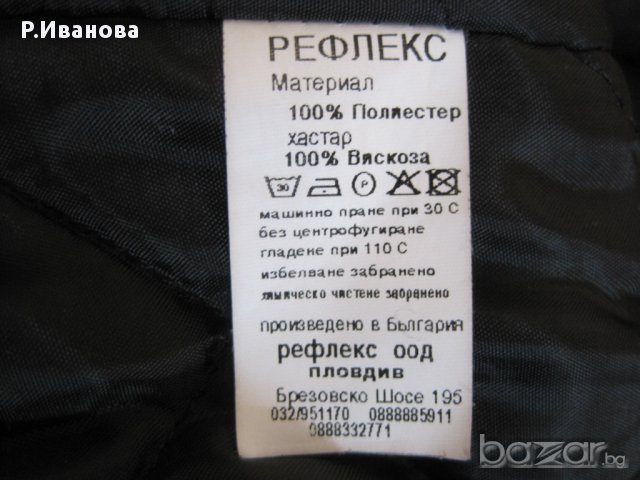 Р.Иванова
РЕФЛЕКС
Материал
100% Полиестер
хастар
100% Вискоза
30 P
машинно пране при 30 С
без центрофугиране
гладене при 110 С
избелване забранено
химическо чистене забранено
произведено в България
рефлекс оод
пловдив
Брезовско Шосе 195
032/951170 0888885911
0888332771
bazar.bg